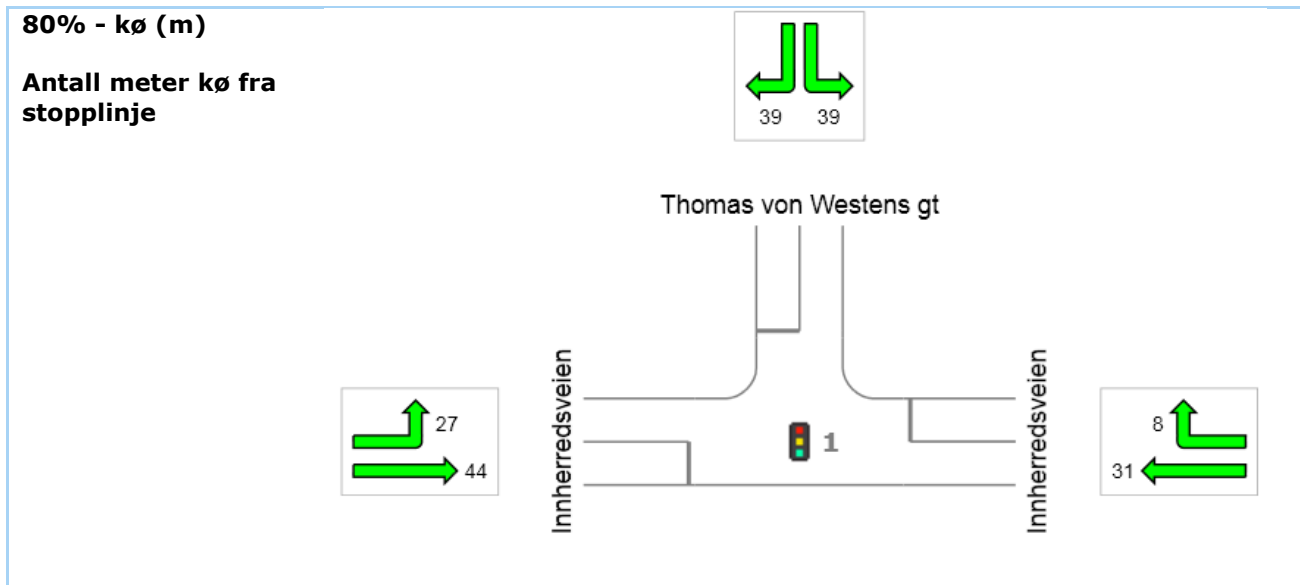 80% - kø (m)
Antall meter kø fra
stopplinje
39 39
Thomas von Westens gt
Innherredsveien
27
44
1
Innherredsveien
8
31